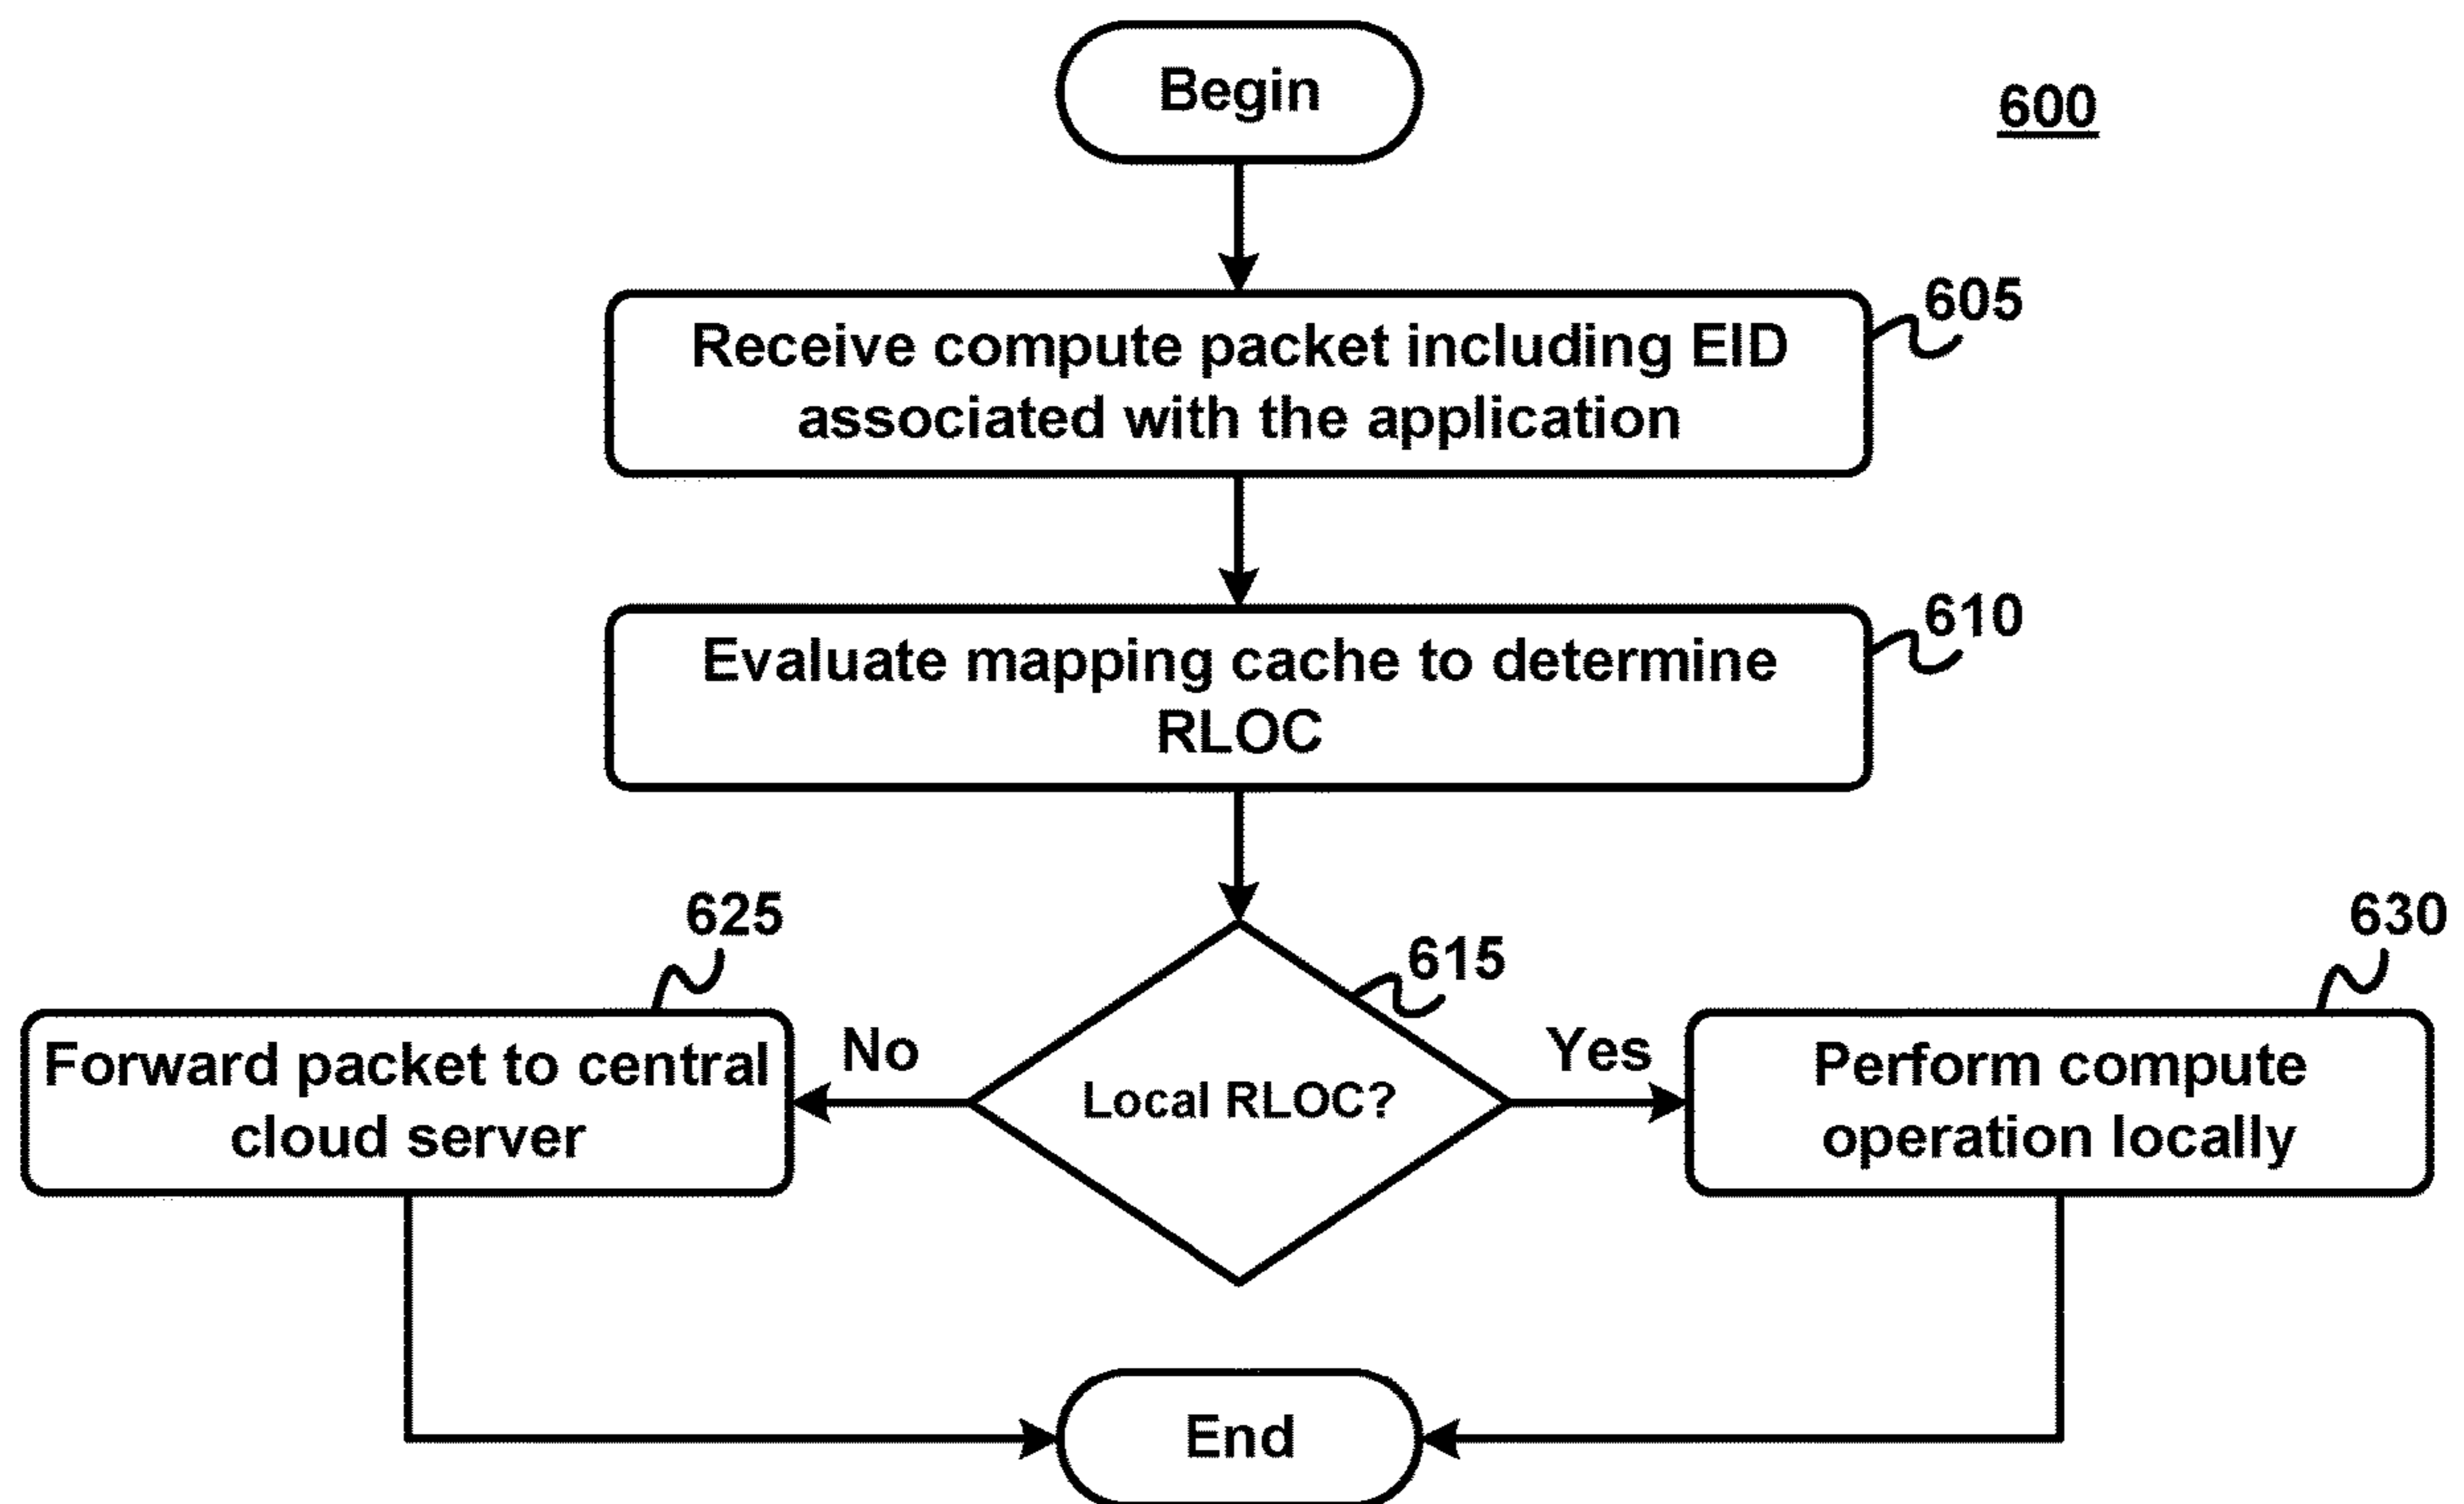 Begin
600
605
Receive compute packet including EID
associated with the application
610
Evaluate mapping cache to determine
RLOC
625
615
630
Forward packet to central
cloud server
No
Local RLOC?
Yes
Perform compute
operation locally
End